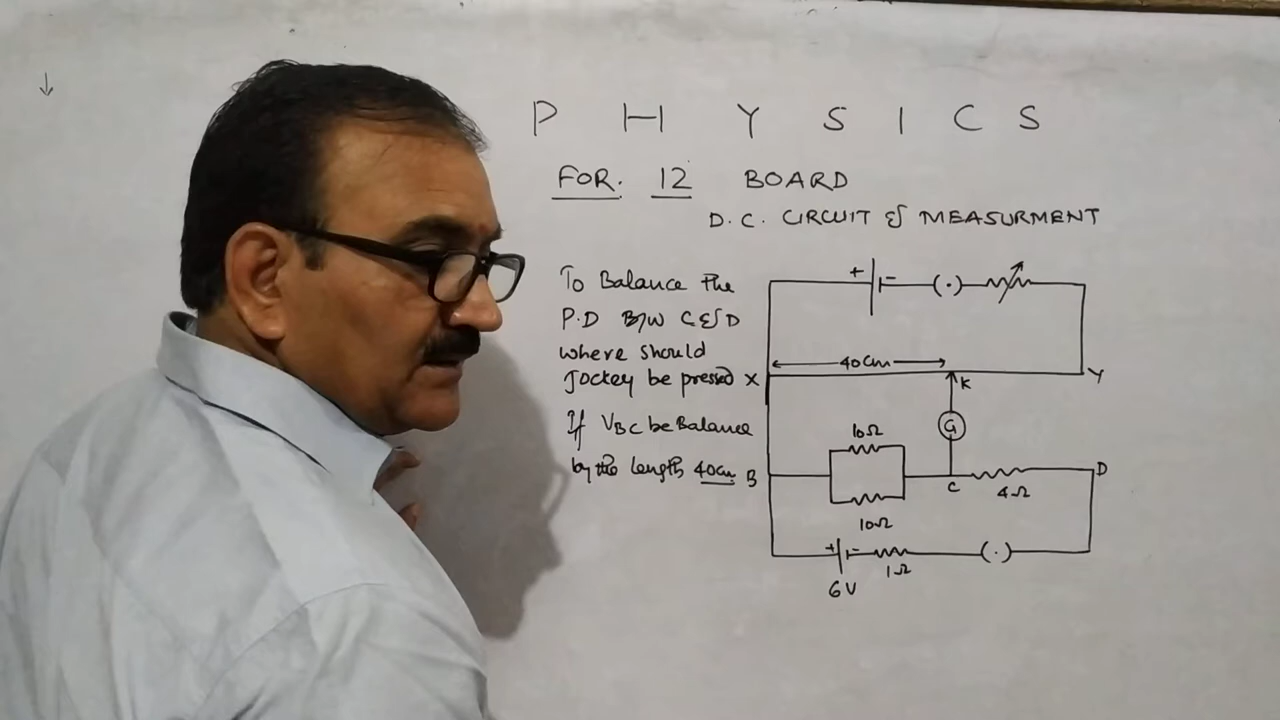 P H Y S I C S
FOR. 12 BOARD
D.C. CIRCUIT & MEASURMENT
To Balance the
P.D B/W C & D
where should
Jockey be pressed
If VBC be Balance
by the length 40cm
+ - (·)
40cm
X
K
Y
G
10Ω
B
C
D
4Ω
10Ω
+ - (·)
1Ω
6V